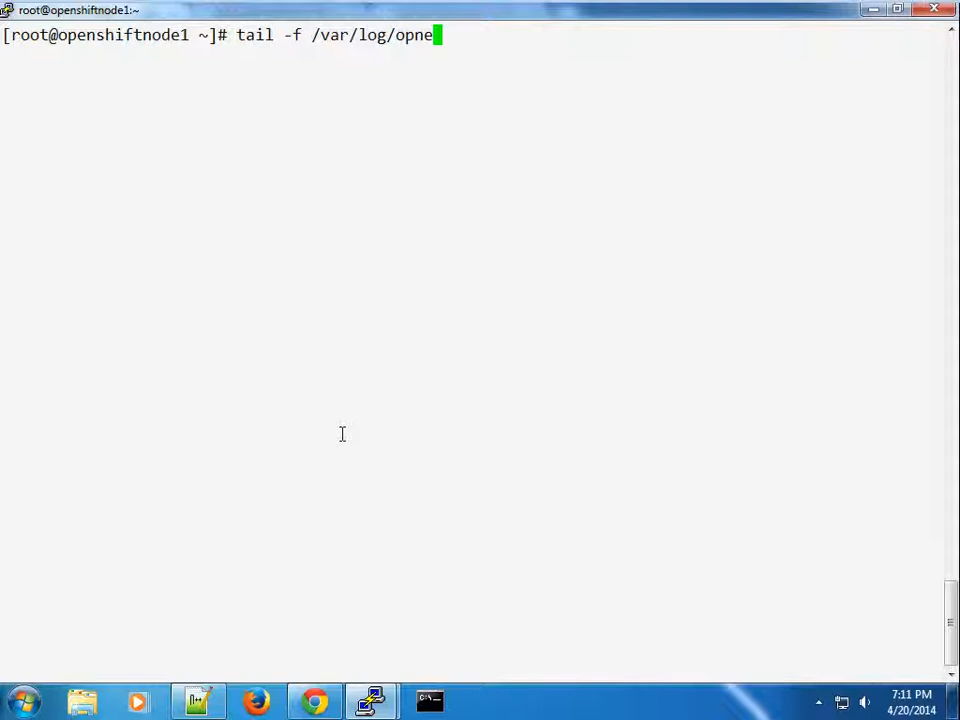 root@openshiftnode1:~
[root@openshiftnode1 ~]# tail -f /var/log/opne
7:11 PM
4/20/2014